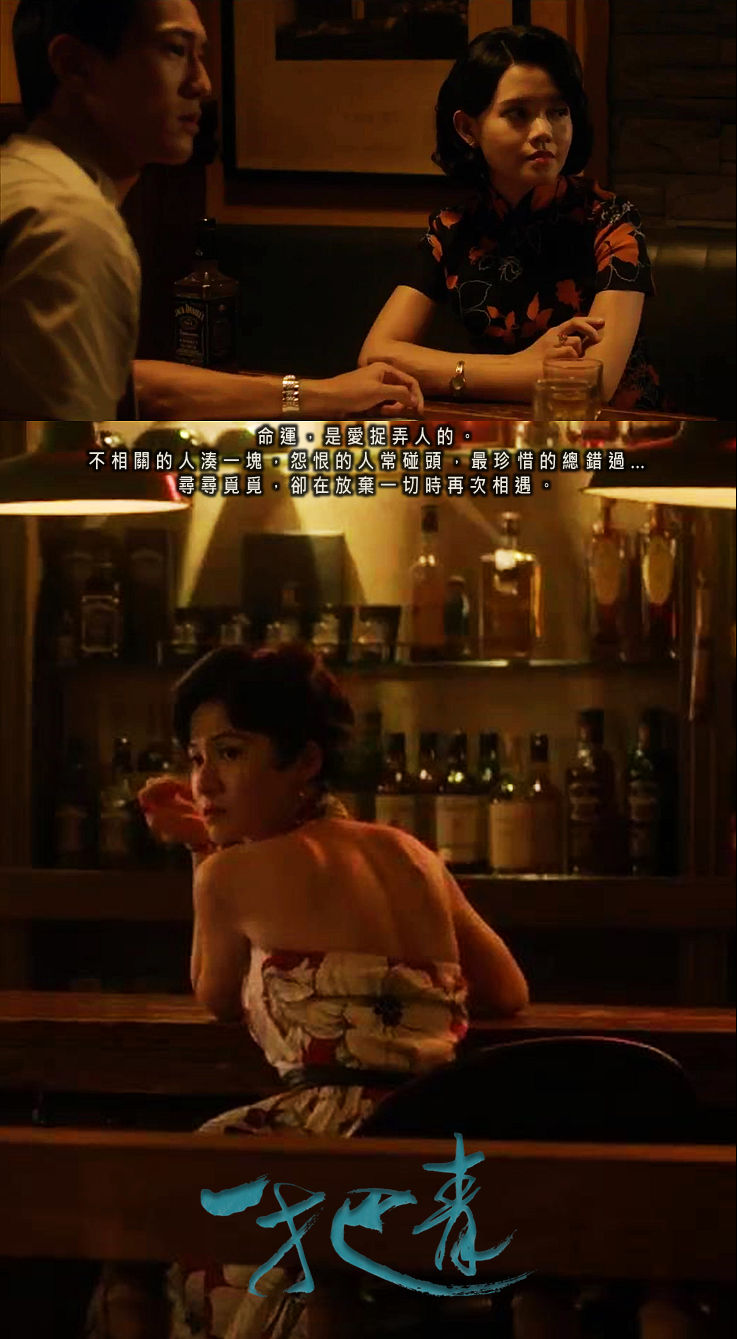 JACK DANIEL'S
命運，是愛捉弄人的。
不相關的人湊一塊，怨恨的人常碰頭，最珍惜的總錯過...
尋尋覓覓，卻在放棄一切時再次相遇。
一把青